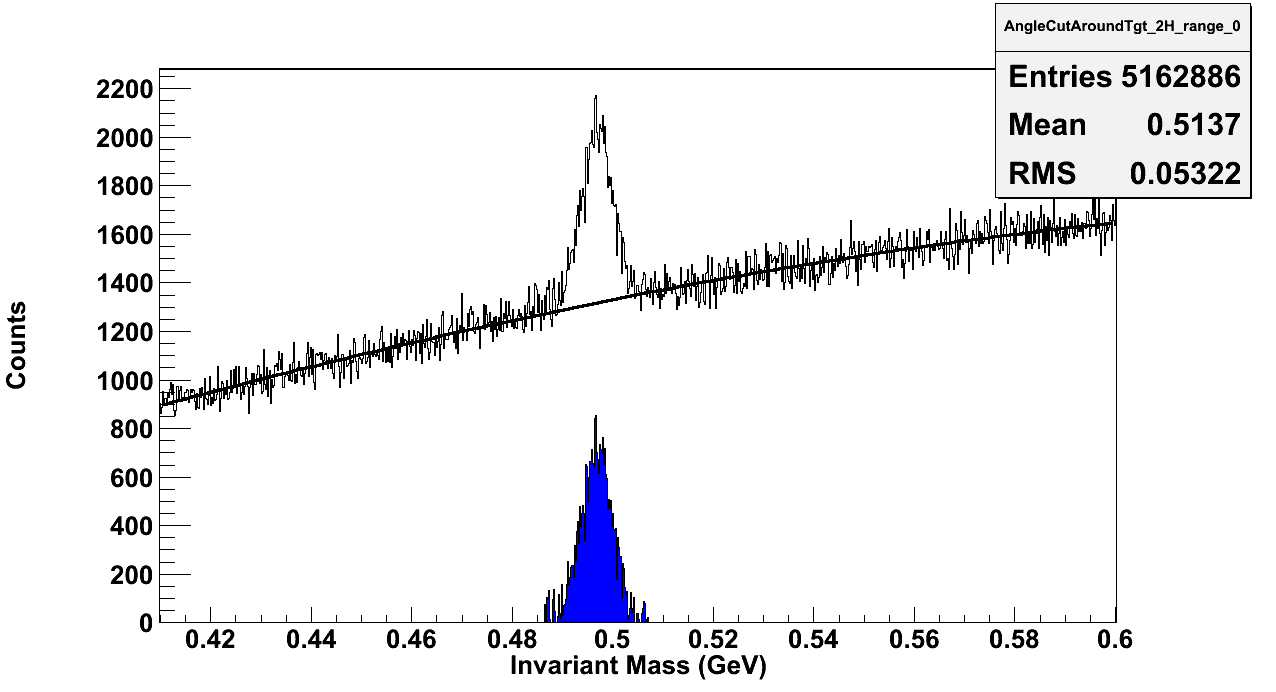 AngleCutAroundTgt_2H_range_0
Entries 5162886
Mean 0.5137
RMS 0.05322
2200
2000
1800
1600
1400
1200
1000
800
600
400
200
0
Counts
0.42 0.44 0.46 0.48 0.5 0.52 0.54 0.56 0.58 0.6
Invariant Mass (GeV)